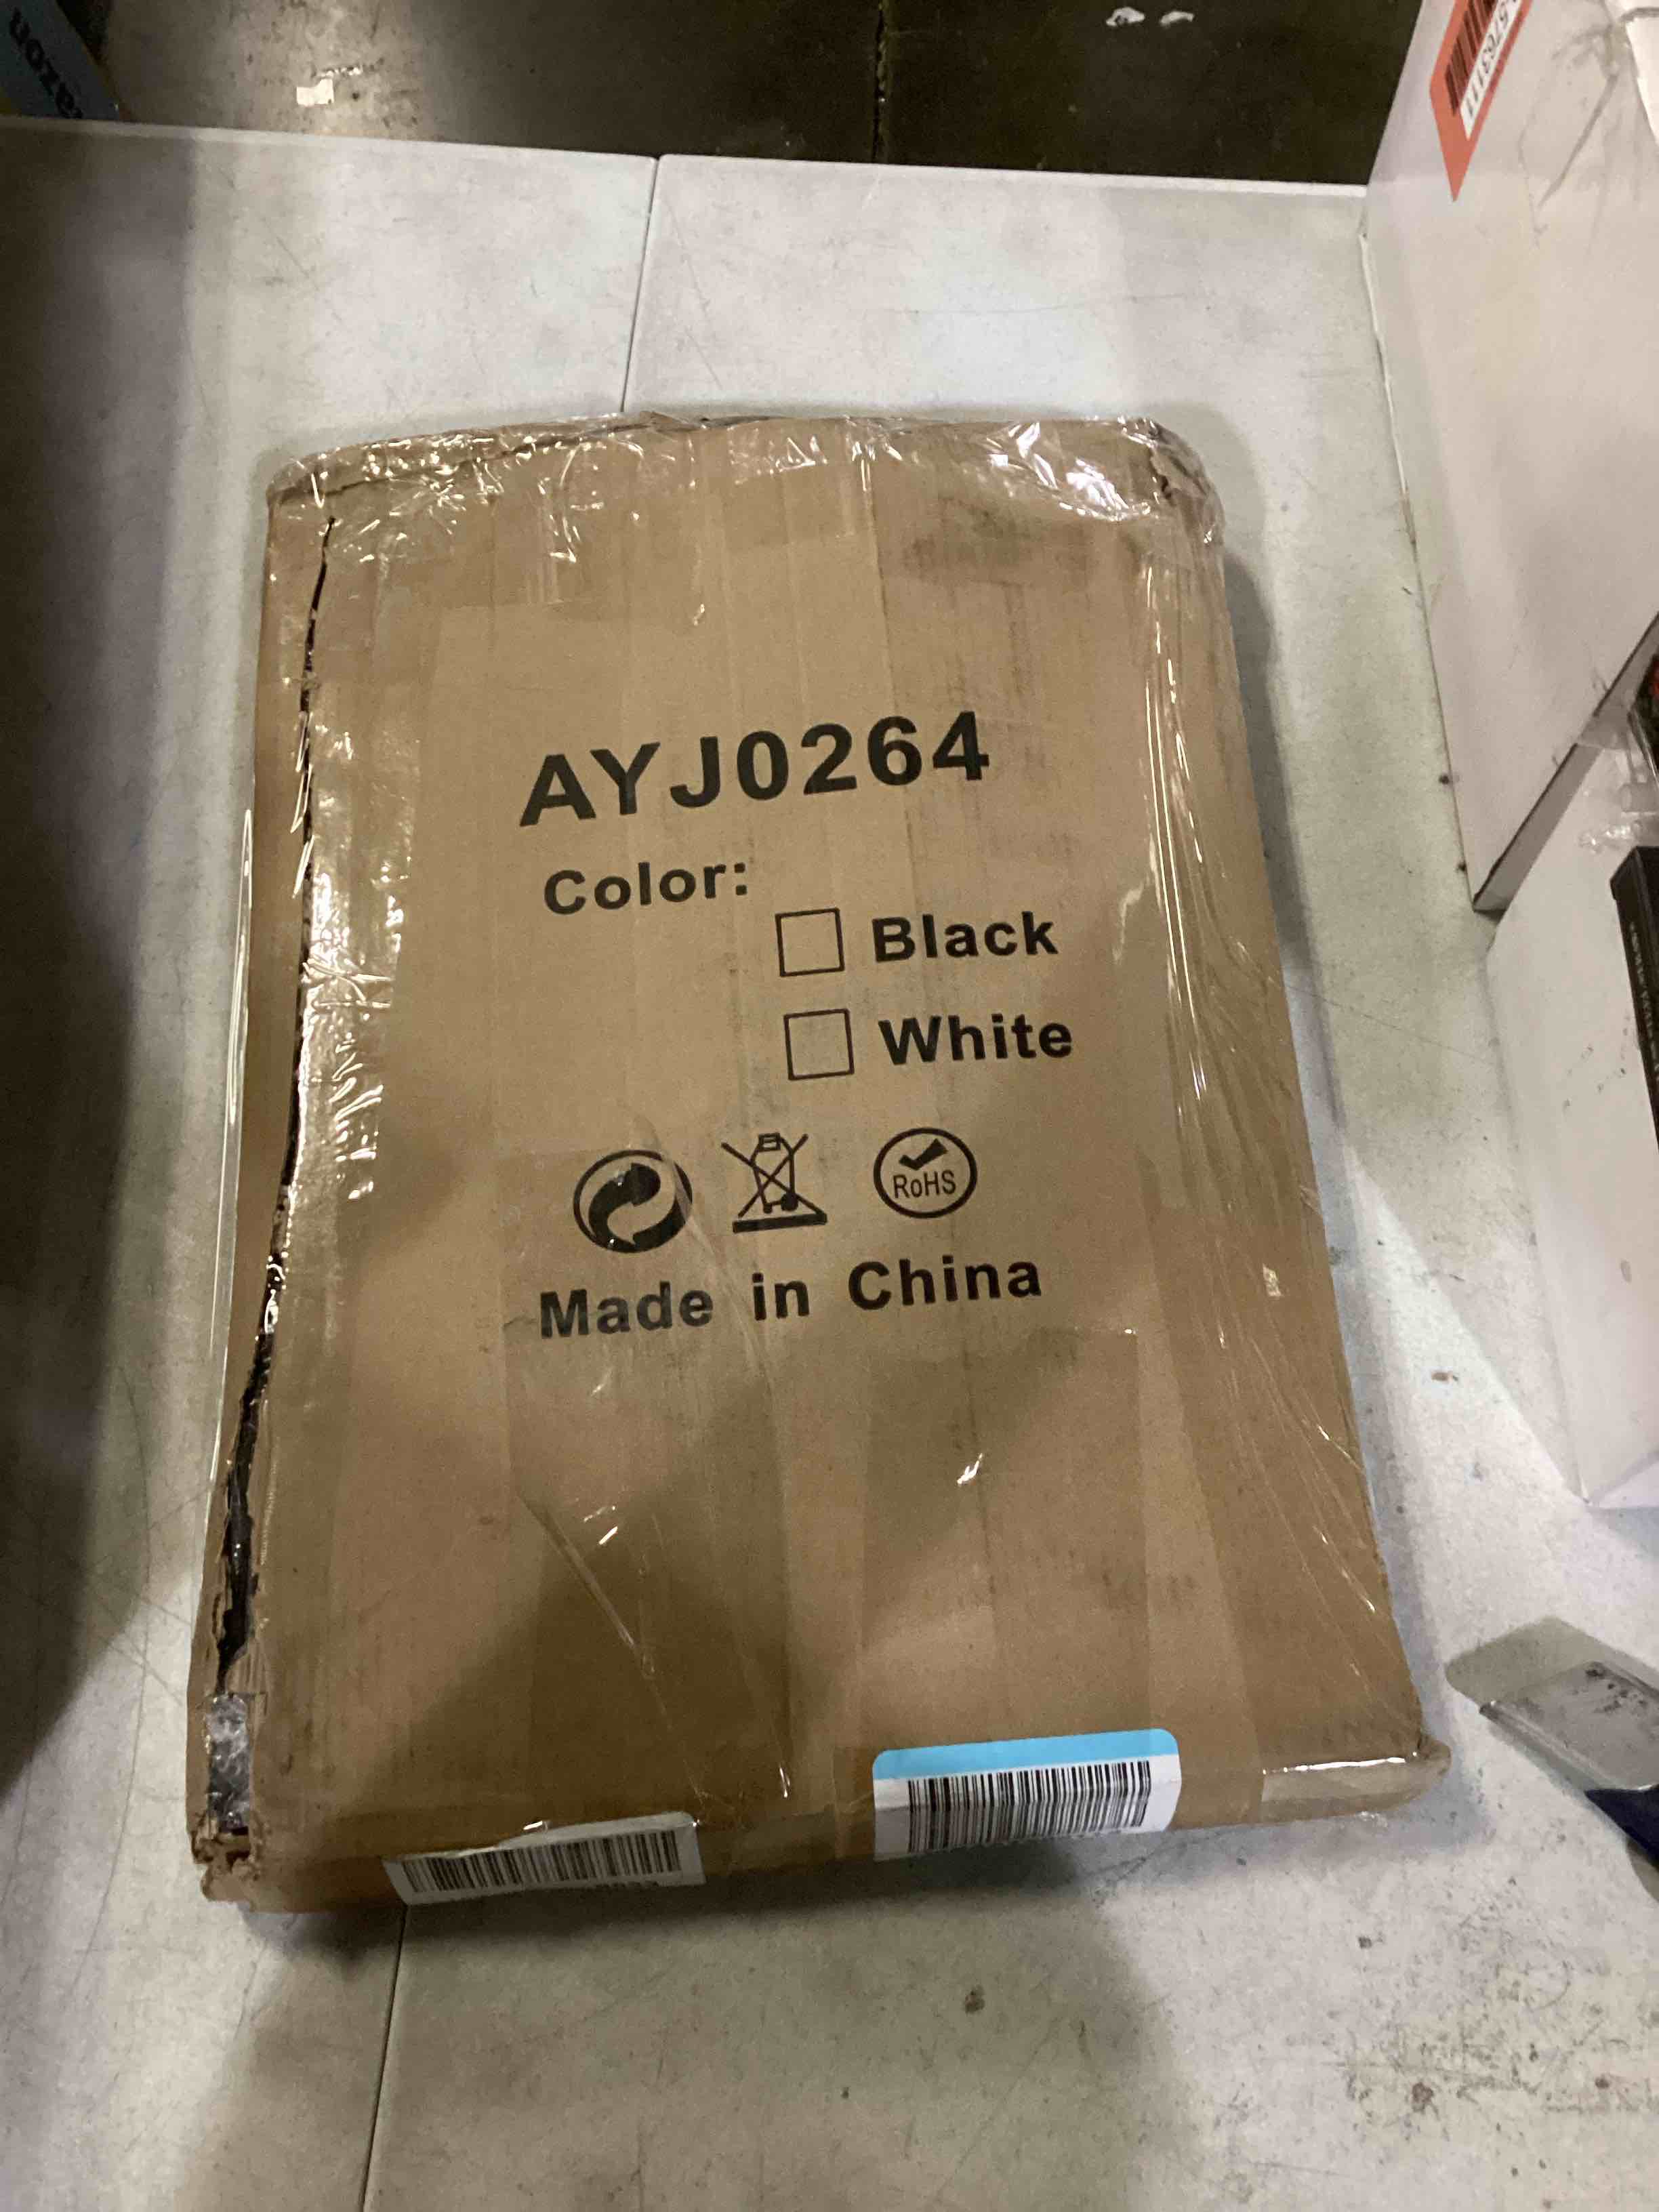 AYJ0264
Color:
Black
White
RoHS
Made in China